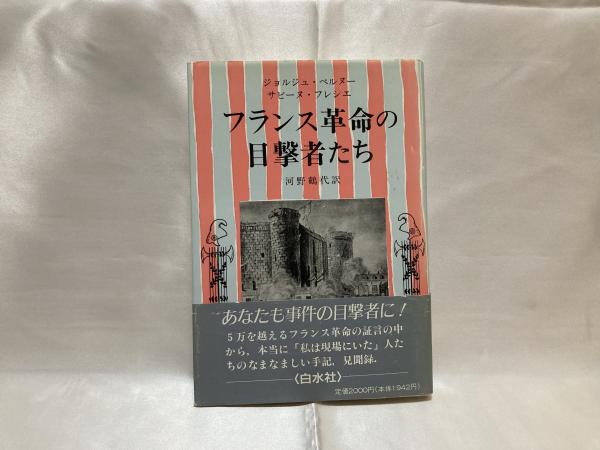 ジョルジュ・ペルヌー
サビーヌ・フレシエ
フランス革命の
目撃者たち
河野鶴代訳
あなたも事件の目撃者に!
5万を越えるフランス革命の証言の中
から、本当に「私は現場にいた」人た
ちのなまなましい手記、見聞録。
〈白水社〉
定価2000円(本体1,942円)